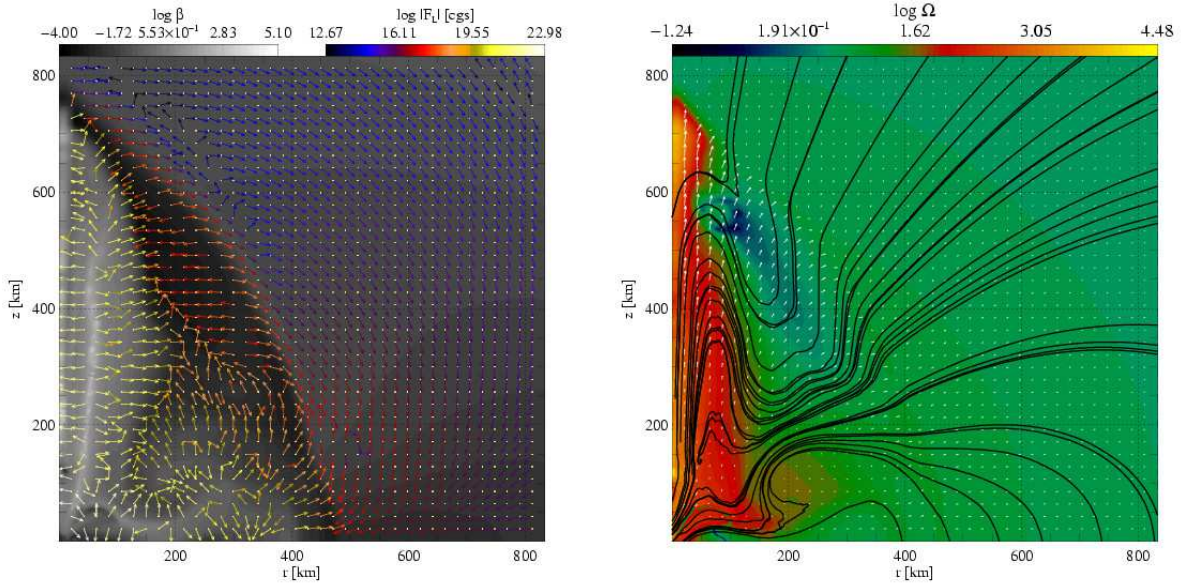 log β
−4.00 −1.72 5.53×10⁻¹ 2.83 5.10
log |F_L| [cgs]
12.67 16.11 19.55 22.98
800
600
z [km]
400
200
200 400 600 800
r [km]
log Ω
−1.24 1.91×10⁻¹ 1.62 3.05 4.48
800
600
z [km]
400
200
200 400 600 800
r [km]